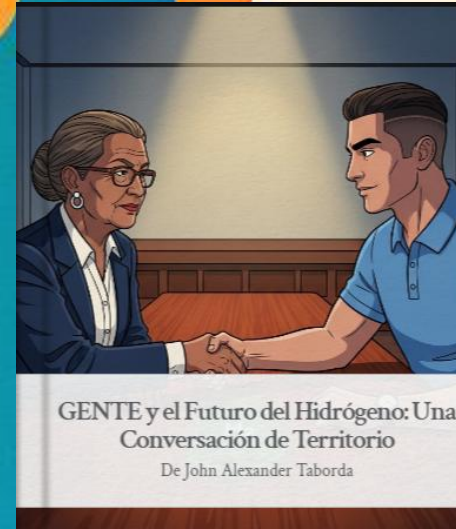 GENTE y el Futuro del Hidrógeno: Una
Conversación de Territorio
De John Alexander Taborda